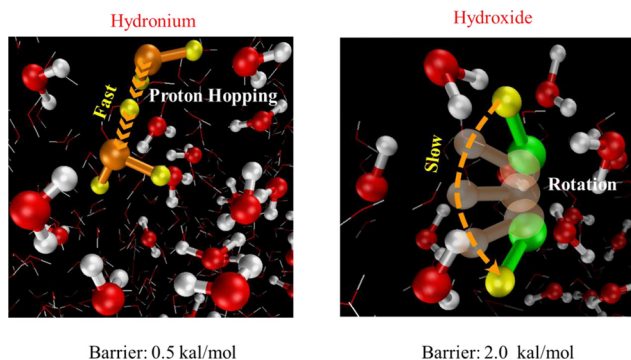 Hydronium
Hydroxide
Fast
Proton Hopping
Slow
Rotation
Barrier: 0.5 kal/mol
Barrier: 2.0 kal/mol